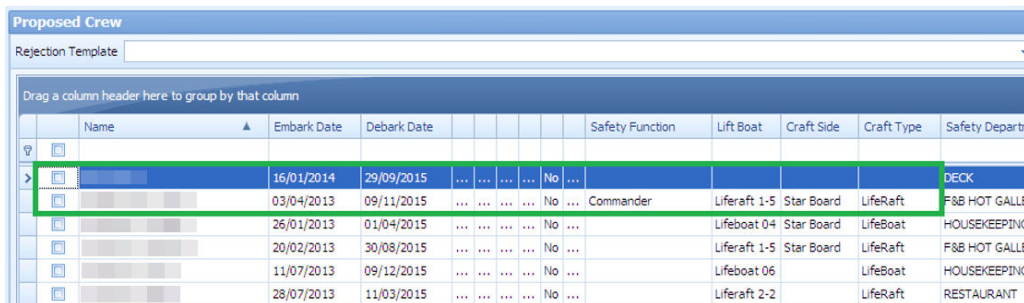 Proposed Crew
Rejection Template
Drag a column header here to group by that column
Name Embark Date Debark Date Safety Function Lift Boat Craft Side Craft Type Safety Departm
16/01/2014 29/09/2015 ... ... ... ... No ... DECK
03/04/2013 09/11/2015 ... ... ... ... No ... Commander Liferaft 1-5 Star Board LifeRaft F&B HOT GALLE
26/01/2013 01/04/2015 ... ... ... ... No ... Lifeboat 04 Star Board LifeBoat HOUSEKEEPING
20/02/2013 30/08/2015 ... ... ... ... No ... Liferaft 1-5 Star Board LifeRaft F&B HOT GALLE
11/07/2013 09/12/2015 ... ... ... ... No ... Lifeboat 06 LifeBoat HOUSEKEEPING
28/07/2013 11/03/2015 ... ... ... ... No ... Liferaft 2-2 LifeRaft RESTAURANT